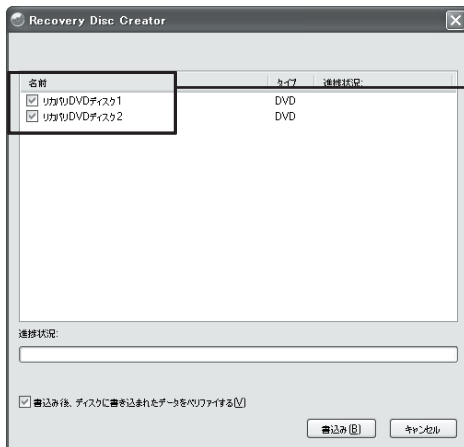 Recovery Disc Creator
名前 タイプ 進捗状況:
リカバリDVDディスク1 DVD
リカバリDVDディスク2 DVD
進捗状況:
書込み後、ディスクに書き込まれたデータをベリファイする(V)
書込み(B) キャンセル